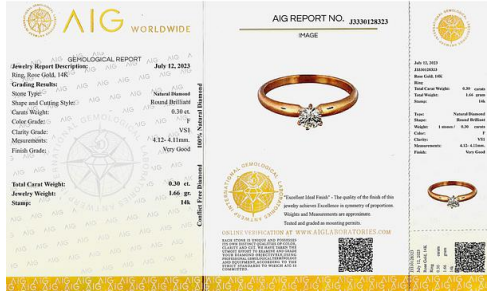 AIG WORLDWIDE
GEMOLOGICAL REPORT
Jewelry Report Description: July 12, 2023
Ring, Rose Gold, 14K
Grading Results:
Stone Type: Natural Diamond
Shape and Cutting Style: Round Brilliant
Carats Weight: 0.30 ct.
Color Grade: F
Clarity Grade: VS1
Mesurements: 4.12- 4.11mm.
Finish Grade: Very Good
Total Carat Weight: 0.30 ct.
Jewelry Weight: 1.66 gr.
Stamp: 14k
100% Natural Diamond
Conflict Free Diamond
AIG REPORT NO. J3330128323
IMAGE
"Excellent Ideal Finish" - The quality of the finish of this
jewelry achieves Excellence in symmetry of proportions.
Weights and Measurements are approximate.
Tested and graded as mounting permits.
ONLINE VERIFICATION AT WWW.AIGLABORATORIES.COM
July 12, 2023
J3330128323
Rose Gold, 14K
Ring
Carats Weight: 0.30 carats
Total Weight: 1.66 gram
Stamp: 14k
Type: Natural Diamond
Shape: Round Brilliant
Weight: 0.30 carat
Color: F
Clarity: VS1
Measurements: 4.12- 4.11mm
Finish: Very Good